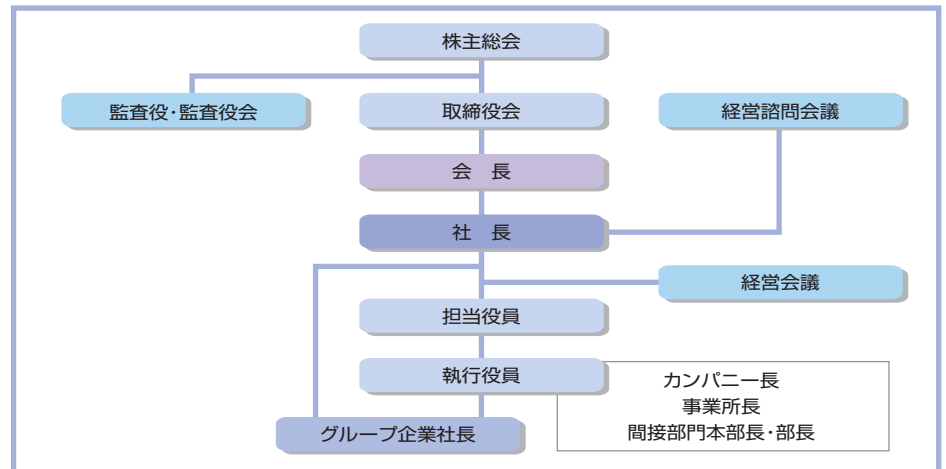 株主総会
監査役・監査役会
取締役会
経営諮問会議
会　長
社　長
経営会議
担当役員
執行役員
カンパニー長
事業所長
間接部門本部長・部長
グループ企業社長